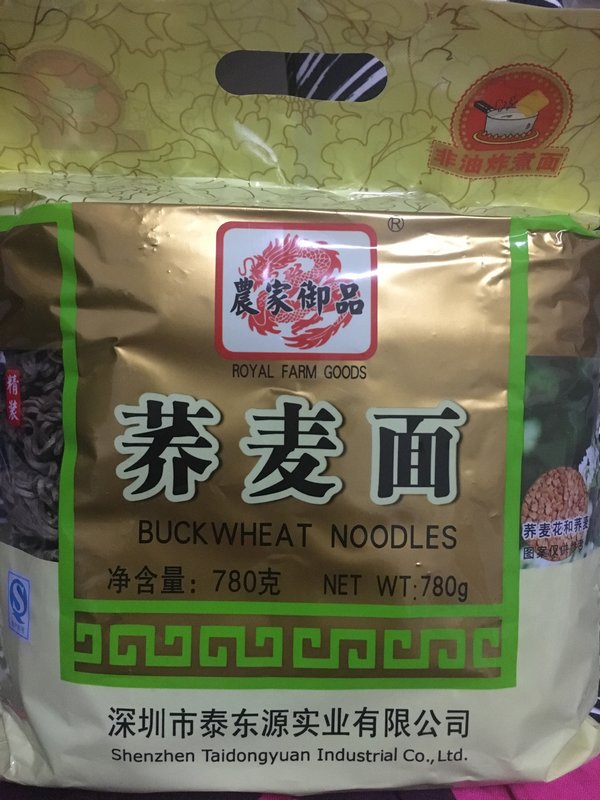 非油炸煮面
®
農家御品
ROYAL FARM GOODS
精装
荞麦面
BUCKWHEAT NOODLES
荞麦花和荞麦
图案仅供参
净含量：780克 NET WT:780g
深圳市泰东源实业有限公司
Shenzhen Taidongyuan Industrial Co.,Ltd.